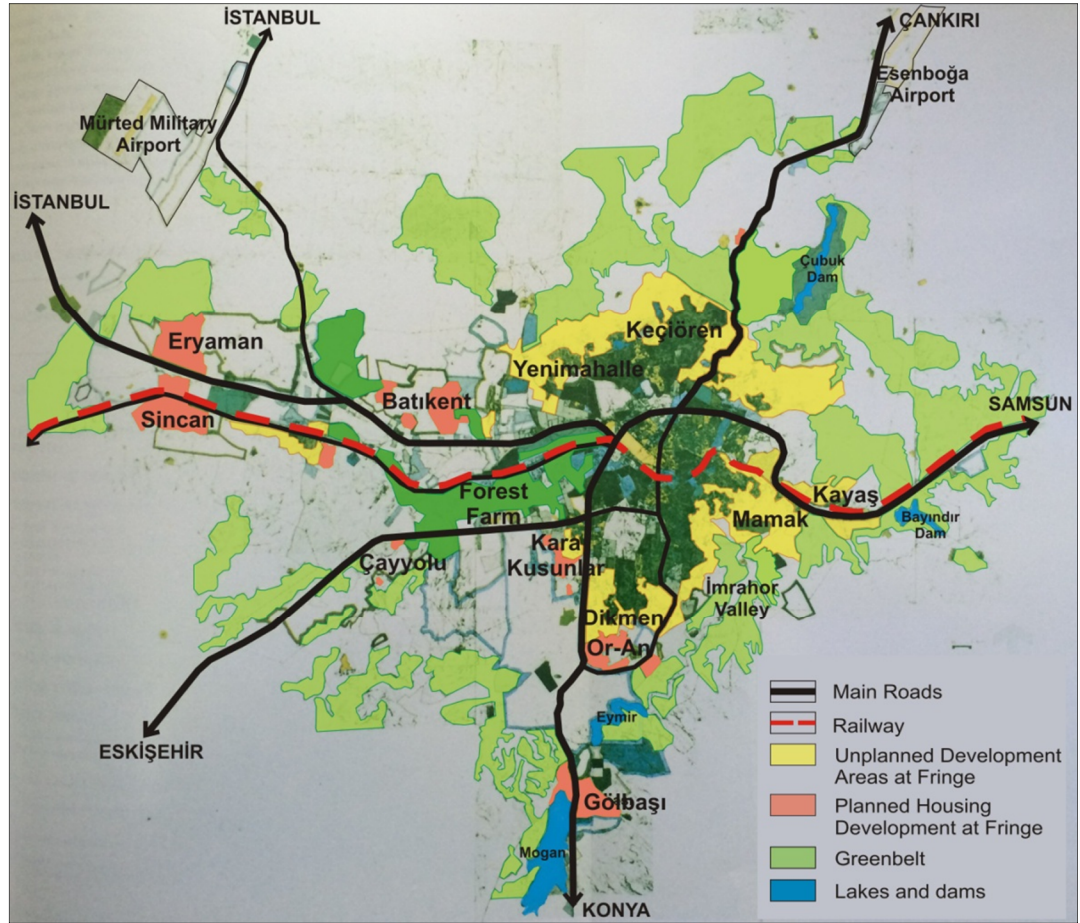 İSTANBUL
ÇANKIRI
Esenboğa
Airport
Mürted Military
Airport
İSTANBUL
Çubuk
Dam
Keçiören
Eryaman
Yenimahalle
Batıkent
SAMSUN
Sincan
Forest
Farm
Kayaş
Mamak
Bayındır
Dam
Kara
Kusunlar
Çayyolu
İmrahor
Valley
Dikmen
Or-An
Eymir
ESKİŞEHİR
Gölbaşı
Mogan
KONYA
Main Roads
Railway
Unplanned Development
Areas at Fringe
Planned Housing
Development at Fringe
Greenbelt
Lakes and dams